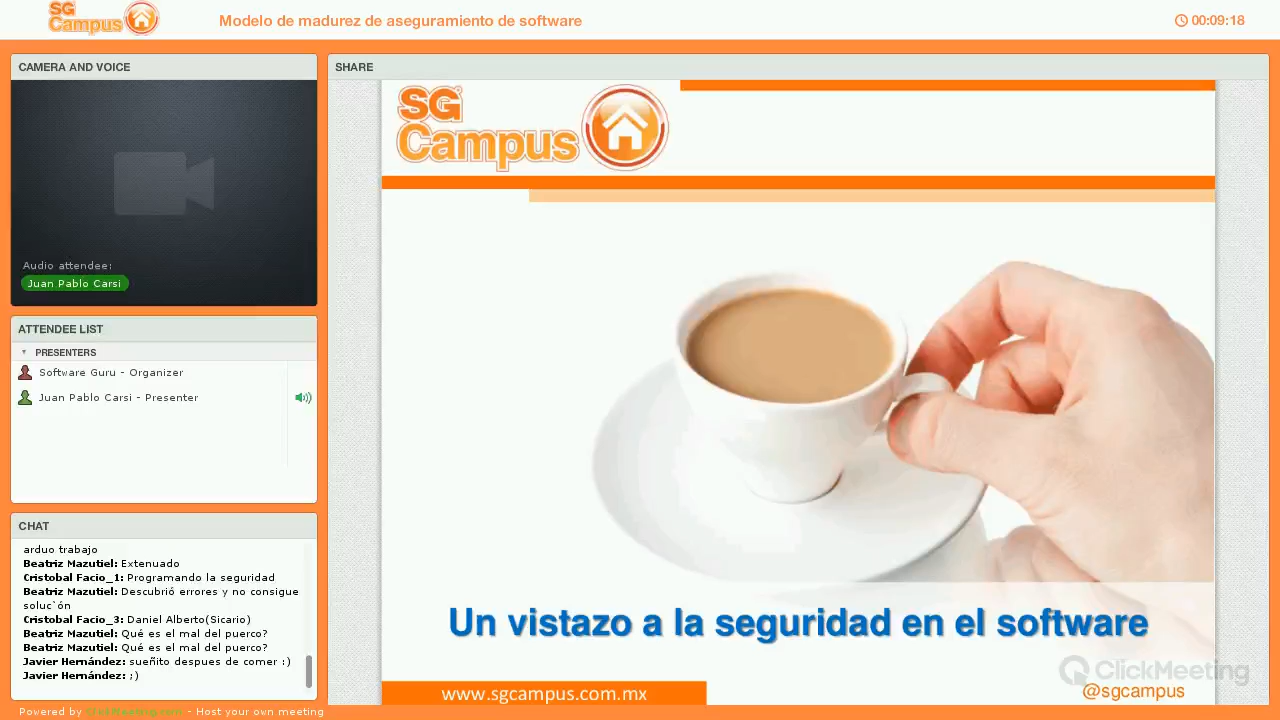 SG Campus
Modelo de madurez de aseguramiento de software
00:09:18
CAMERA AND VOICE
Audio attendee:
Juan Pablo Carsi
ATTENDEE LIST
PRESENTERS
Software Guru - Organizer
Juan Pablo Carsi - Presenter
CHAT
arduo trabajo
Beatriz Mazutiel: Extenuado
Cristobal Facio_1: Programando la seguridad
Beatriz Mazutiel: Descubrió errores y no consigue
soluc`ón
Cristobal Facio_3: Daniel Alberto(Sicario)
Beatriz Mazutiel: Qué es el mal del puerco?
Beatriz Mazutiel: Qué es el mal del puerco?
Javier Hernández: sueñito despues de comer :)
Javier Hernández: ;)
Powered by ClickMeeting.com - Host your own meeting
SHARE
SG
Campus
Un vistazo a la seguridad en el software
ClickMeeting
www.sgcampus.com.mx
@sgcampus